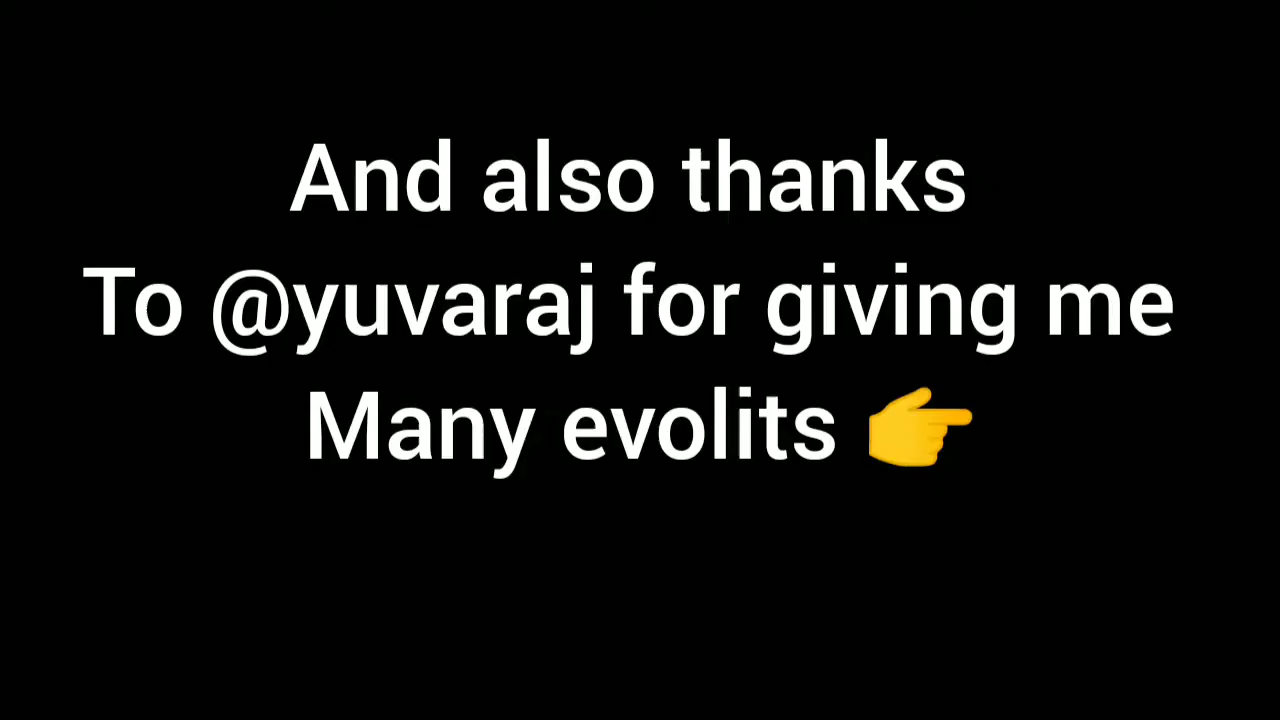 And also thanks
To @yuvaraj for giving me
Many evolits 👉